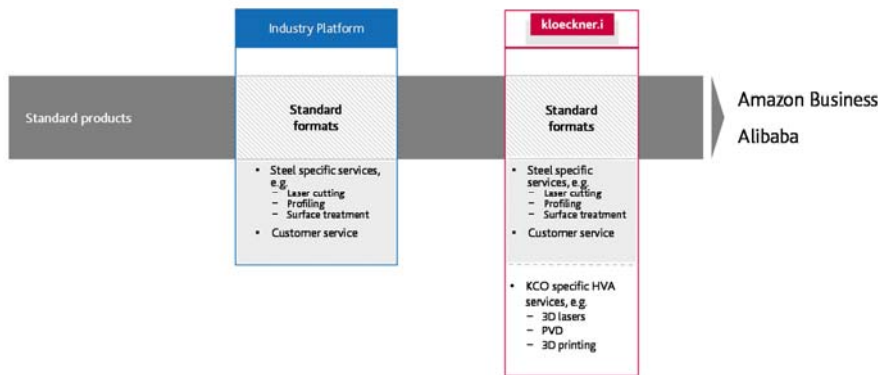 Industry Platform
kloeckner.i
Standard products
Standard
formats
Standard
formats
Amazon Business
Alibaba
• Steel specific services,
e.g.
– Laser cutting
– Profiling
– Surface treatment
• Customer service
• Steel specific
services, e.g.
– Laser cutting
– Profiling
– Surface treatment
• Customer service
• KCO specific HVA
services, e.g.
– 3D lasers
– PVD
– 3D printing